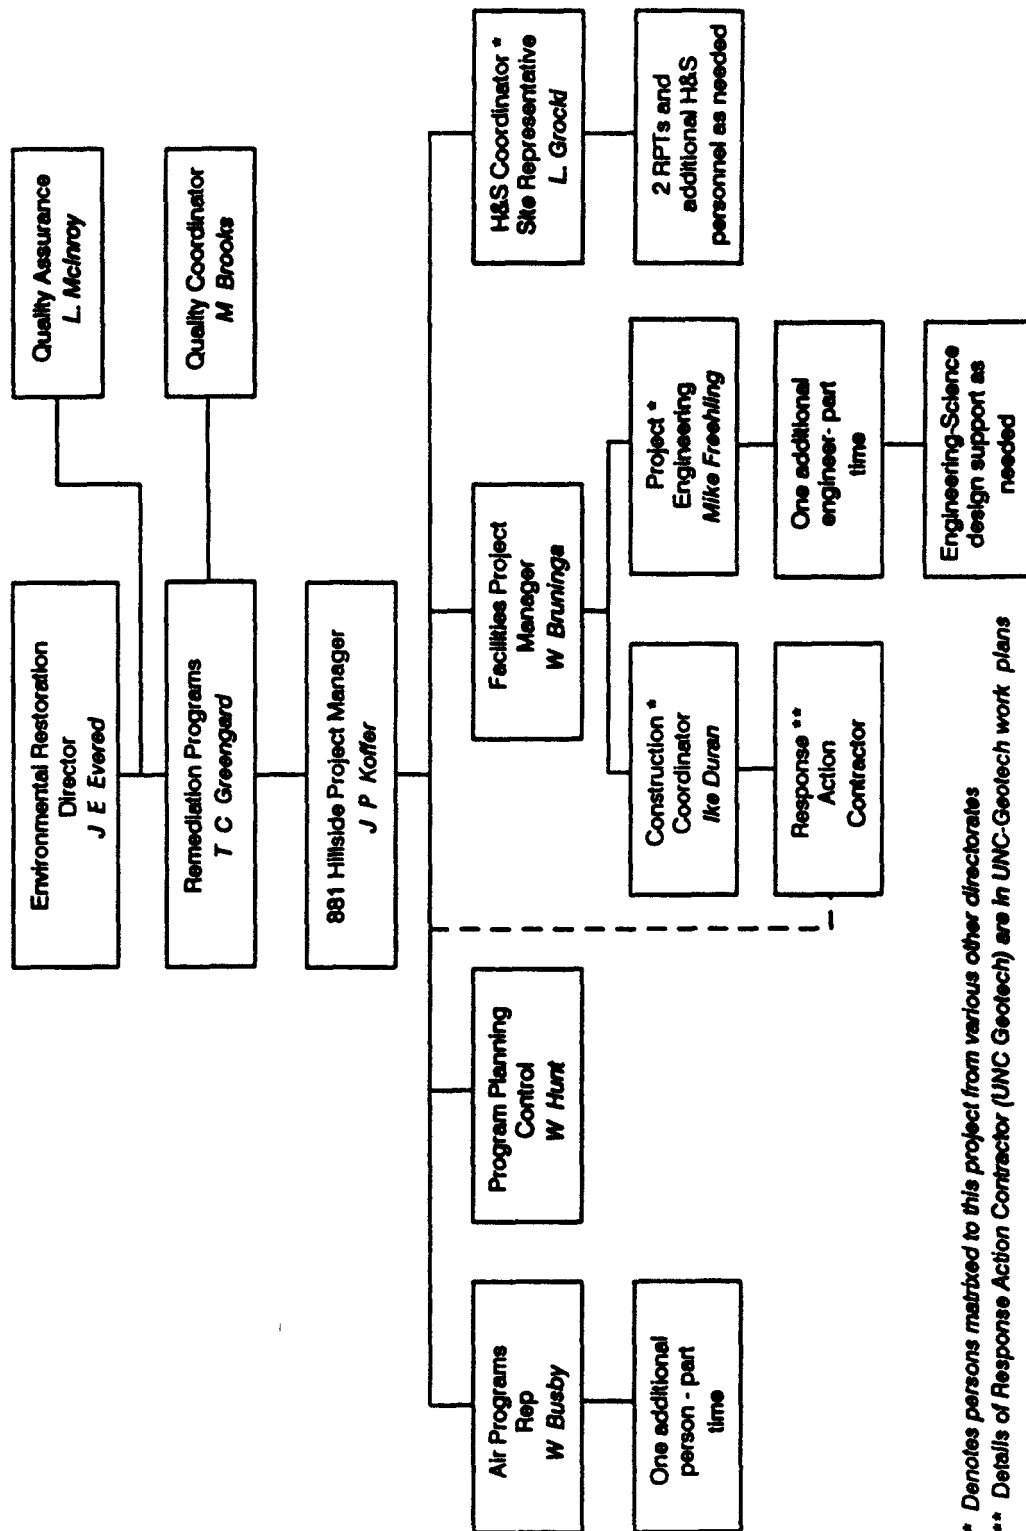 Environmental Restoration
Director
J E Evered
Quality Assurance
L. McInroy
Remediation Programs
T C Greengard
Quality Coordinator
M Brooks
881 Hillside Project Manager
J P Koffer
Air Programs
Rep
W Busby
Program Planning
Control
W Hunt
Facilities Project
Manager
W Bruninga
H&S Coordinator *
Site Representative
L. Grocki
One additional
person - part
time
Construction *
Coordinator
Ike Duran
Project *
Engineering
Mike Freehling
2 RPTs and
additional H&S
personnel as needed
Response **
Action
Contractor
One additional
engineer- part
time
Engineering-Science
design support as
needed
* Denotes persons matrixed to this project from various other directorates
** Details of Response Action Contractor (UNC Geotech) are in UNC-Geotech work plans